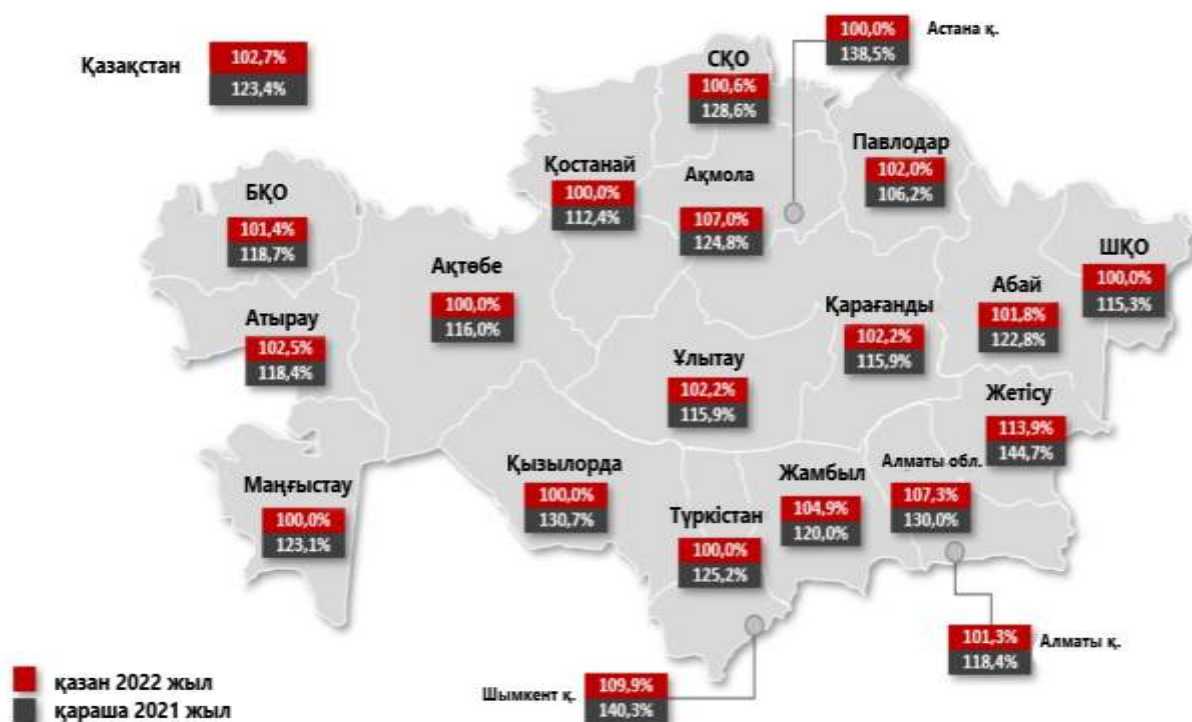 Қазақстан
102,7%
123,4%
100,0%
138,5%
Астана қ.
СҚО
100,6%
128,6%
Павлодар
102,0%
106,2%
Қостанай
100,0%
112,4%
Ақмола
107,0%
124,8%
БҚО
101,4%
118,7%
ШҚО
100,0%
115,3%
Ақтөбе
100,0%
116,0%
Абай
101,8%
122,8%
Қарағанды
102,2%
115,9%
Атырау
102,5%
118,4%
Ұлытау
102,2%
115,9%
Жетісу
113,9%
144,7%
Алматы обл.
107,3%
130,0%
Жамбыл
104,9%
120,0%
Қызылорда
100,0%
130,7%
Маңғыстау
100,0%
123,1%
Түркістан
100,0%
125,2%
101,3%
118,4%
Алматы қ.
Шымкент қ.
109,9%
140,3%
қазан 2022 жыл
қараша 2021 жыл